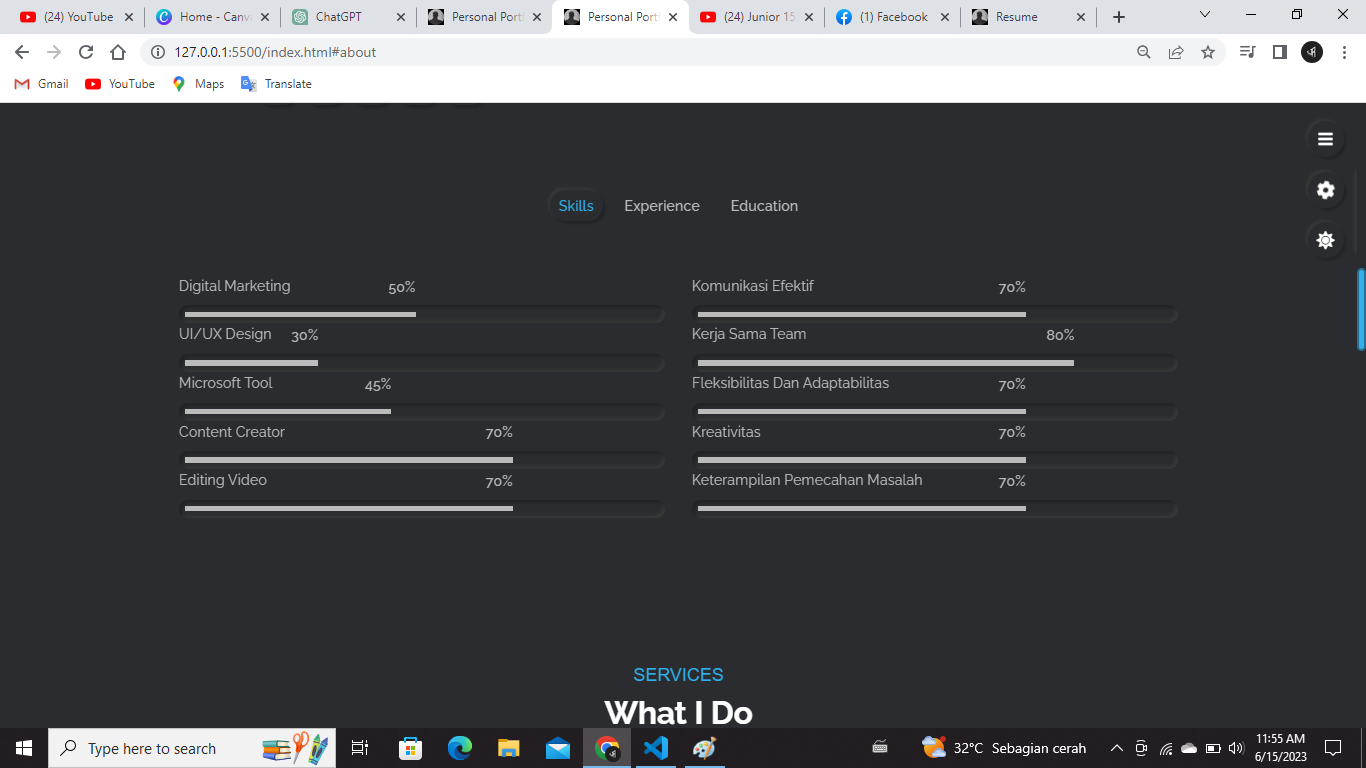 (24) YouTube
Home - Canv
ChatGPT
Personal Port
Personal Port
(24) Junior 15
(1) Facebook
Resume
127.0.0.1:5500/index.html#about
Gmail
YouTube
Maps
Translate
Skills
Experience
Education
Digital Marketing 50%
UI/UX Design 30%
Microsoft Tool 45%
Content Creator 70%
Editing Video 70%
Komunikasi Efektif 70%
Kerja Sama Team 80%
Fleksibilitas Dan Adaptabilitas 70%
Kreativitas 70%
Keterampilan Pemecahan Masalah 70%
SERVICES
What I Do
Type here to search
32°C Sebagian cerah
11:55 AM
6/15/2023